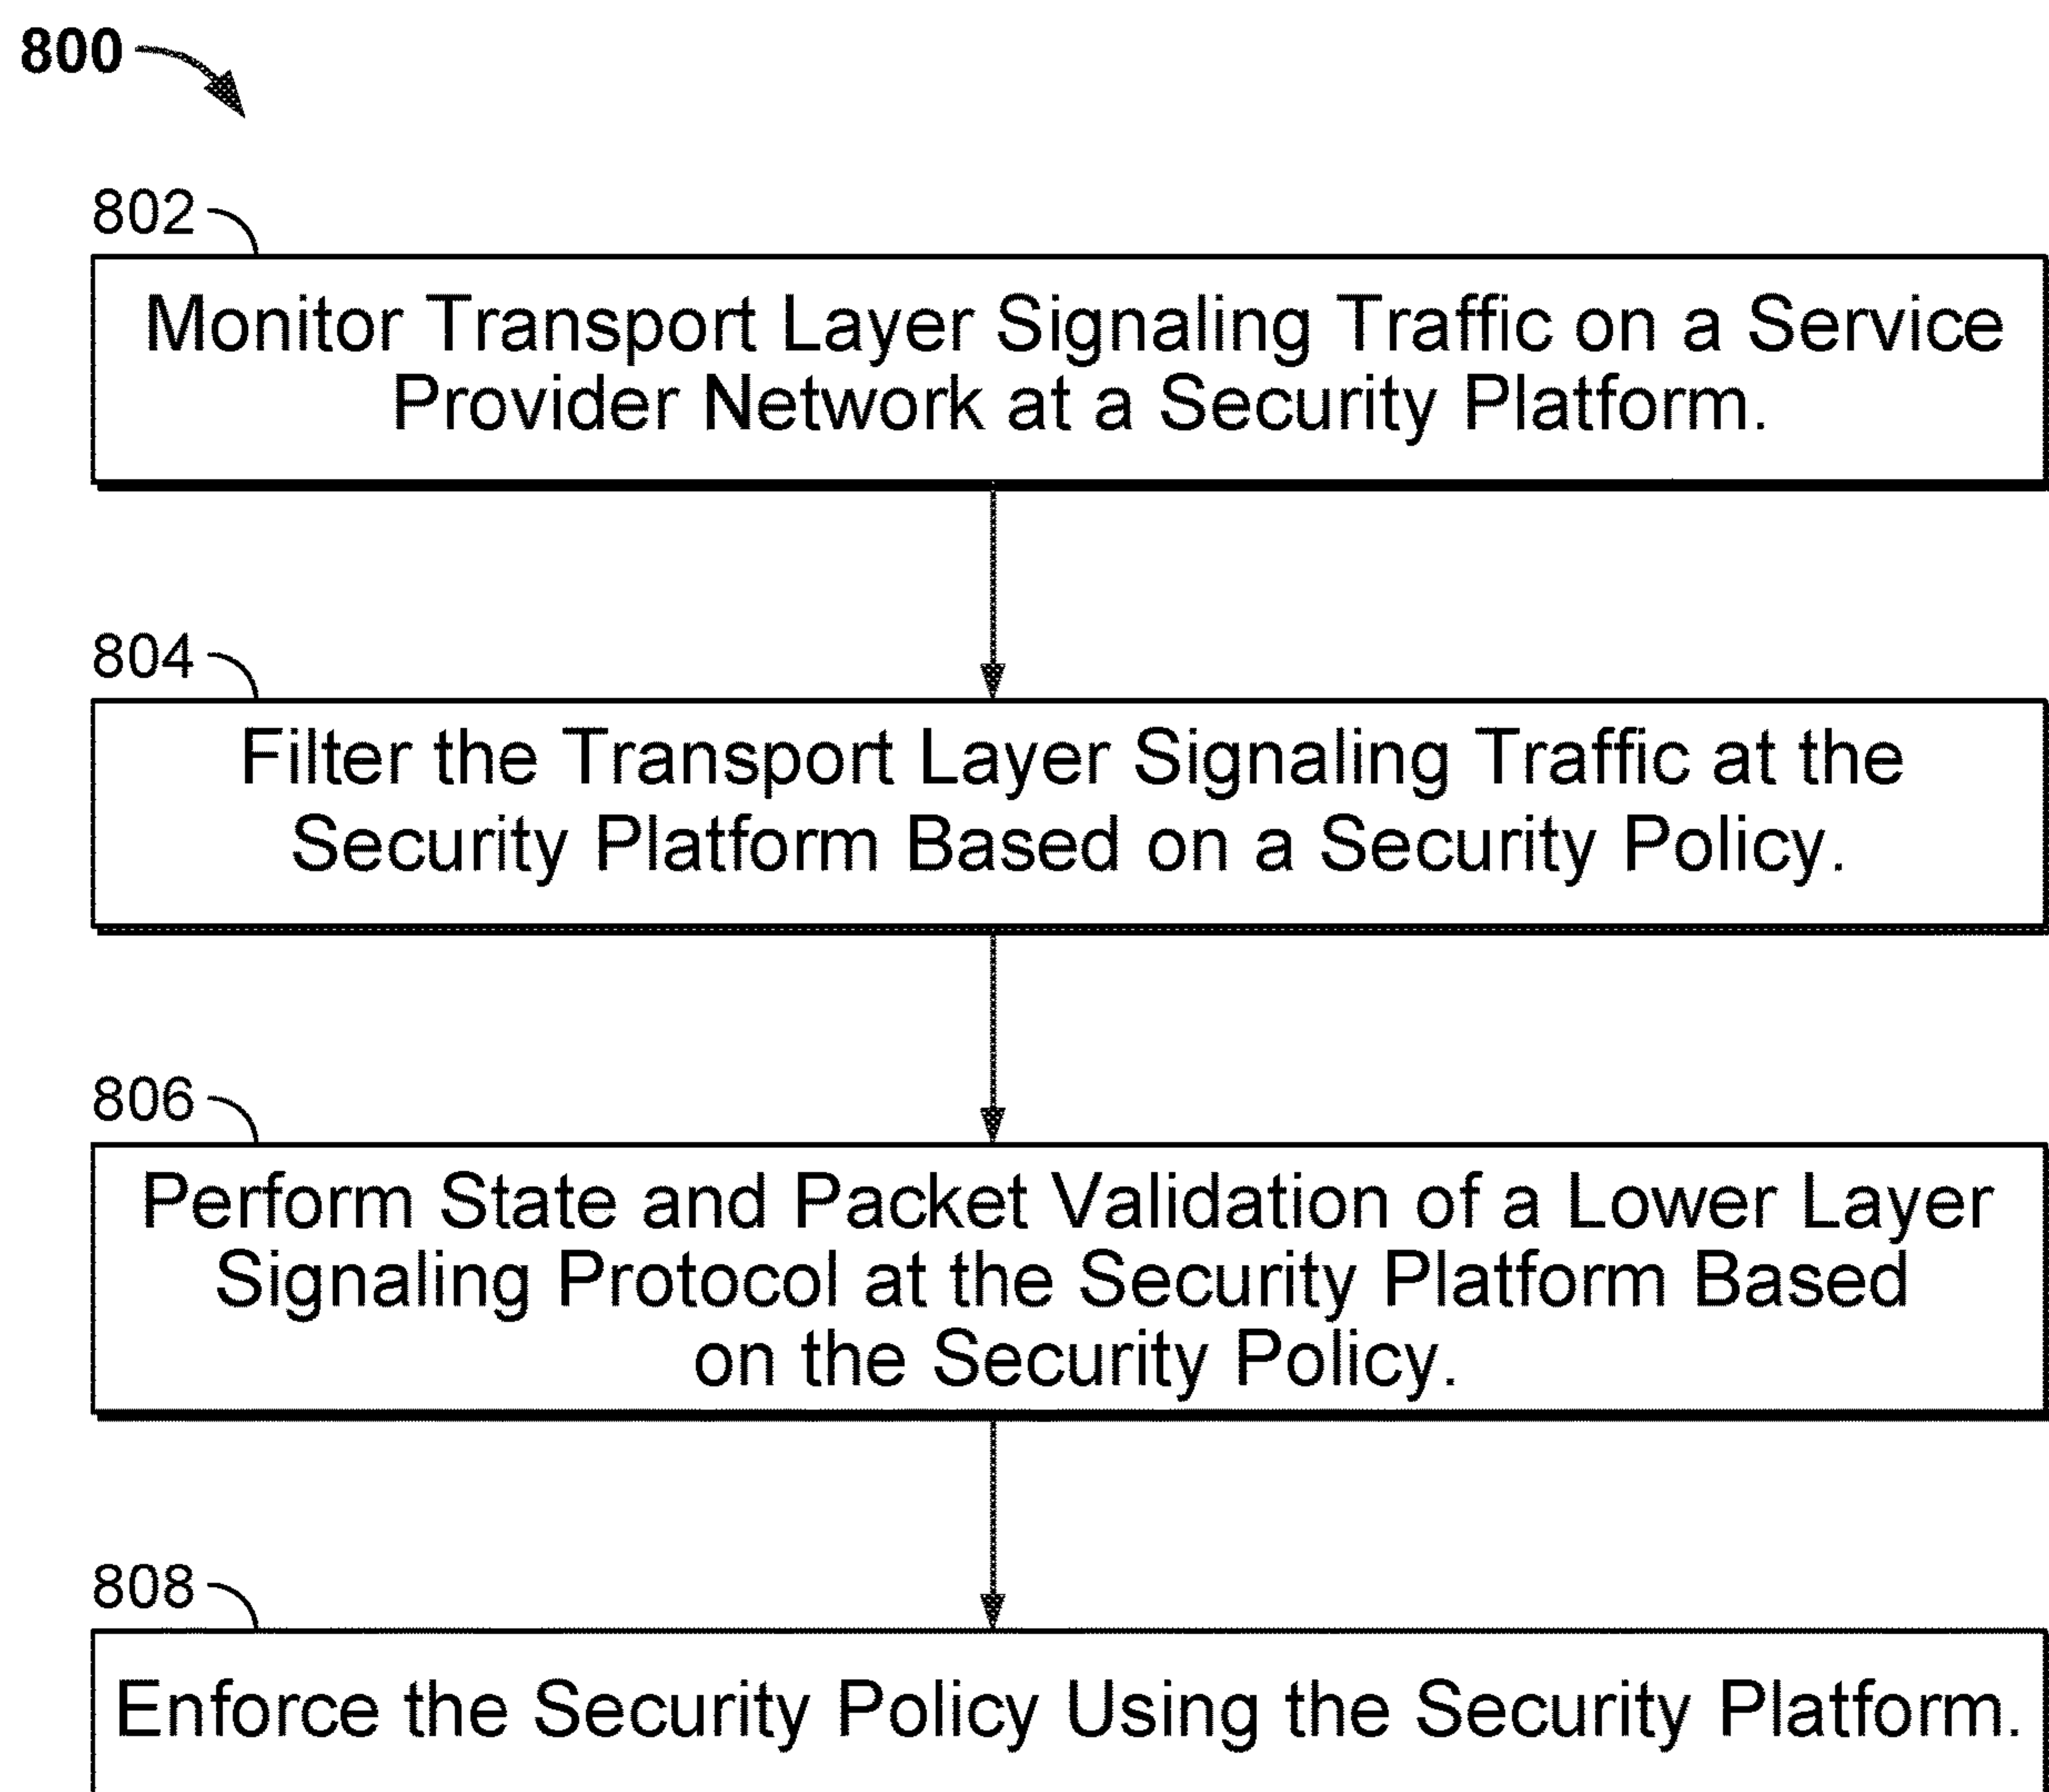 800
802
Monitor Transport Layer Signaling Traffic on a Service
Provider Network at a Security Platform.
804
Filter the Transport Layer Signaling Traffic at the
Security Platform Based on a Security Policy.
806
Perform State and Packet Validation of a Lower Layer
Signaling Protocol at the Security Platform Based
on the Security Policy.
808
Enforce the Security Policy Using the Security Platform.